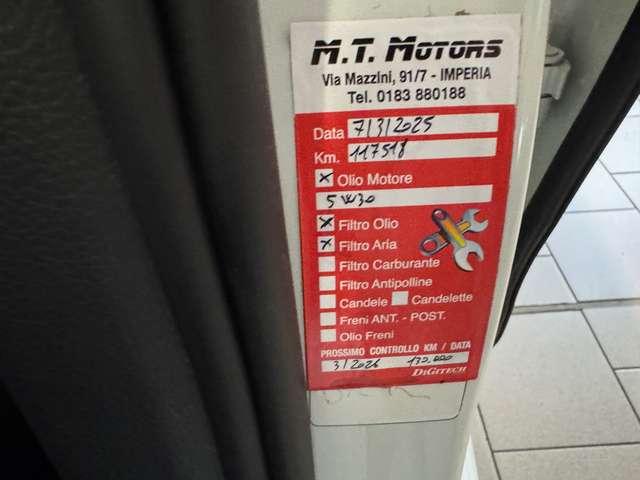 M.T. MOTORS
Via Mazzini, 91/7 - IMPERIA
Tel. 0183 880188
Data 7/3/2025
Km. 117518
x Olio Motore
5W30
x Filtro Olio
x Filtro Aria
Filtro Carburante
Filtro Antipolline
Candele Candelette
Freni ANT. - POST.
Olio Freni
PROSSIMO CONTROLLO KM / DATA
3/2026 132.000
DIGITECH